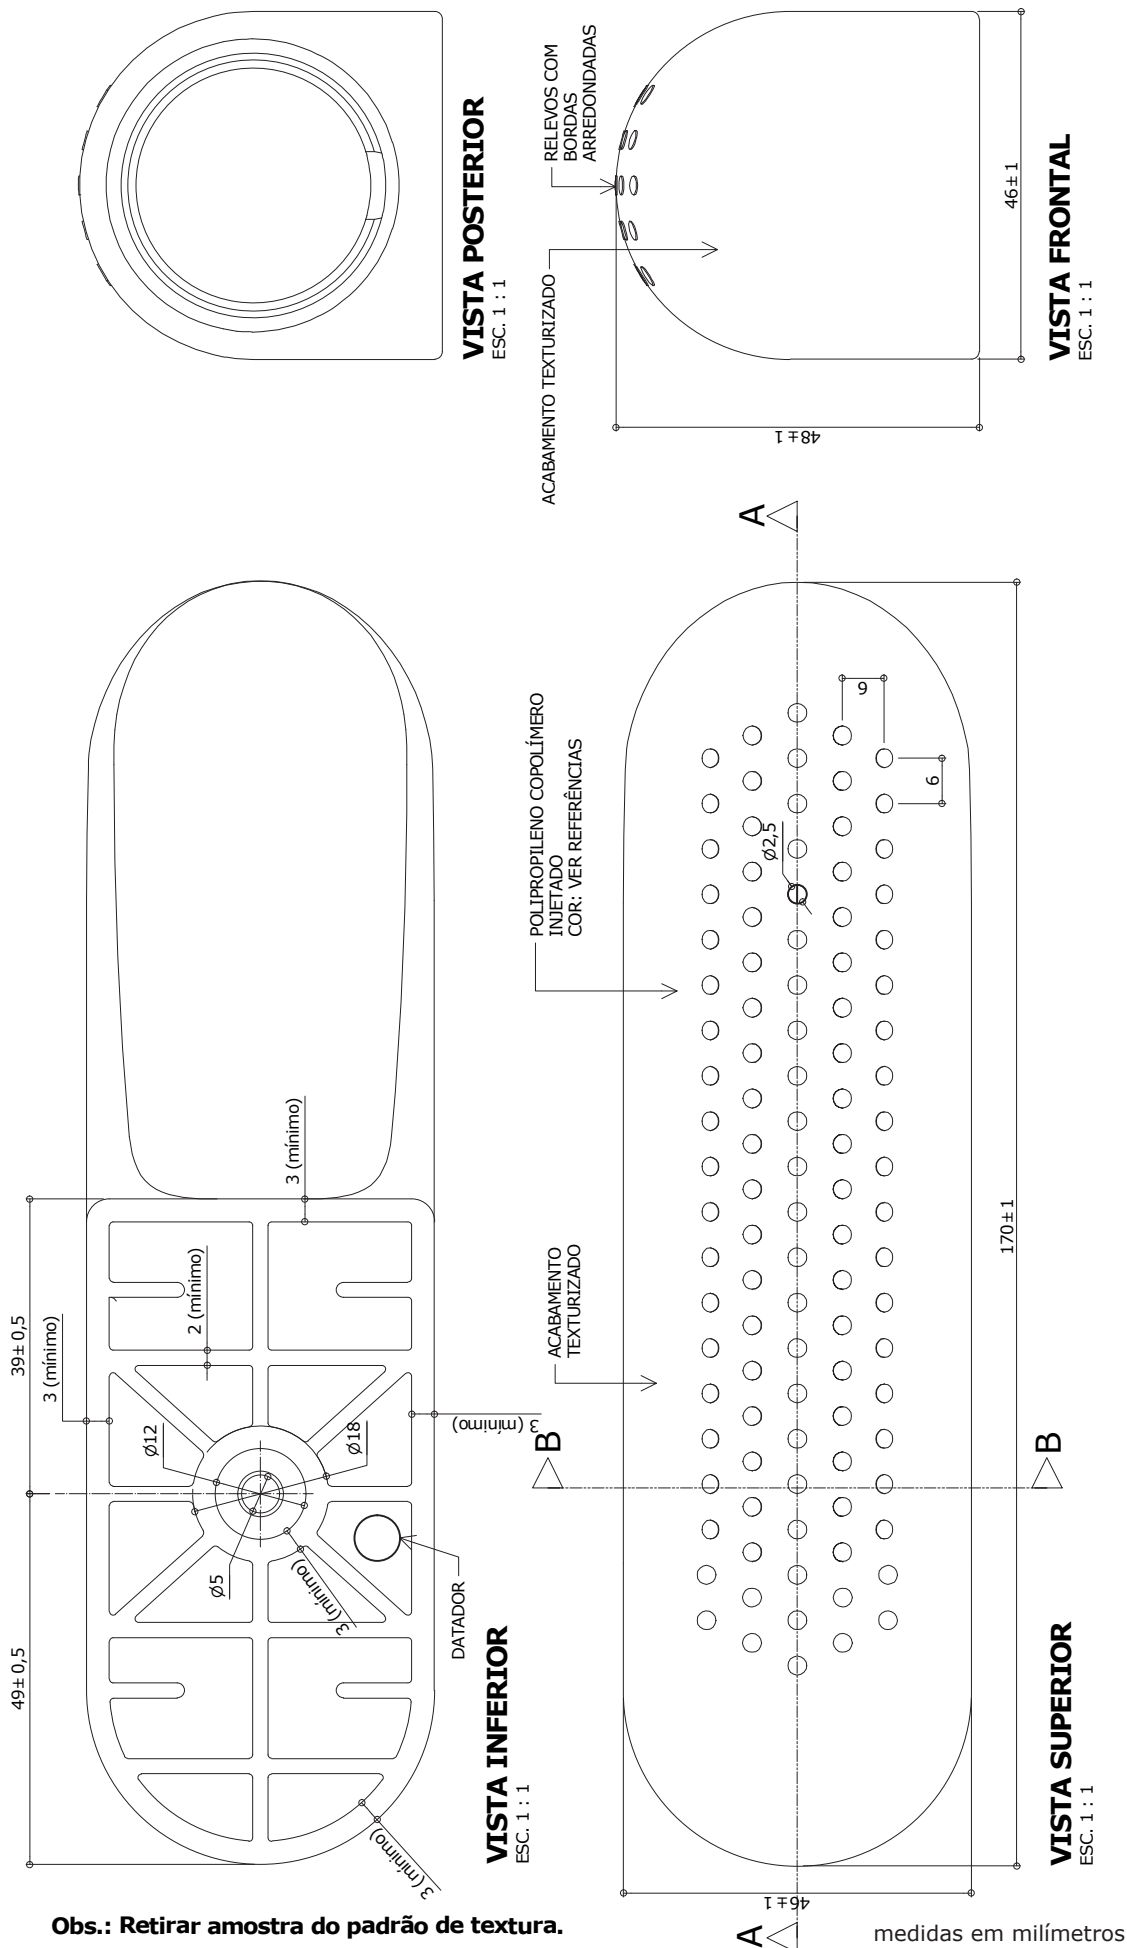 VISTA POSTERIOR
ESC. 1 : 1
RELEVOS COM
BORDAS
ARREDONDADAS
ACABAMENTO TEXTURIZADO
48± 1
46± 1
VISTA FRONTAL
ESC. 1 : 1
39± 0,5
49± 0,5
3 (mínimo)
2 (mínimo)
3 (mínimo)
3 (mínimo)
Ø12
Ø18
Ø5
3 (mínimo)
3 (mínimo)
DATADOR
VISTA INFERIOR
ESC. 1 : 1
A
POLIPROPILENO COPOLÍMERO
INJETADO
COR: VER REFERÊNCIAS
6
6
Ø2,5
ACABAMENTO
TEXTURIZADO
170± 1
B
B
46± 1
A
VISTA SUPERIOR
ESC. 1 : 1
Obs.: Retirar amostra do padrão de textura.
medidas em milímetros